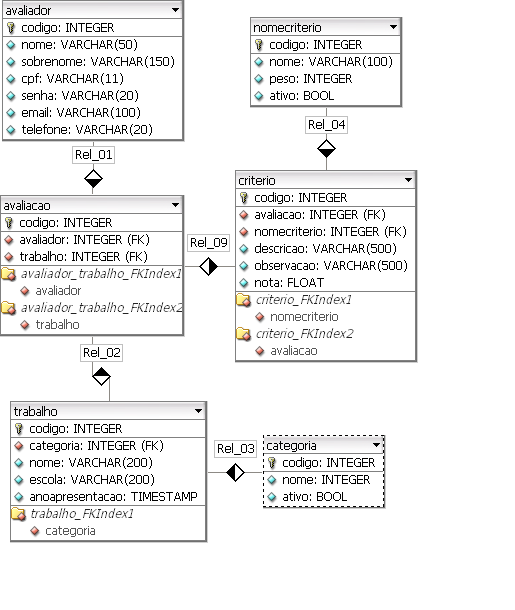 avaliador
codigo: INTEGER
nome: VARCHAR(50)
sobrenome: VARCHAR(150)
cpf: VARCHAR(11)
senha: VARCHAR(20)
email: VARCHAR(100)
telefone: VARCHAR(20)
nomecriterio
codigo: INTEGER
nome: VARCHAR(100)
peso: INTEGER
ativo: BOOL
Rel_01
Rel_04
avaliacao
codigo: INTEGER
avaliador: INTEGER (FK)
trabalho: INTEGER (FK)
avaliador_trabalho_FKIndex1
avaliador
avaliador_trabalho_FKIndex2
trabalho
Rel_09
criterio
codigo: INTEGER
avaliacao: INTEGER (FK)
nomecriterio: INTEGER (FK)
descricao: VARCHAR(500)
observacao: VARCHAR(500)
nota: FLOAT
criterio_FKIndex1
nomecriterio
criterio_FKIndex2
avaliacao
Rel_02
trabalho
codigo: INTEGER
categoria: INTEGER (FK)
nome: VARCHAR(200)
escola: VARCHAR(200)
anoapresentacao: TIMESTAMP
trabalho_FKIndex1
categoria
Rel_03
categoria
codigo: INTEGER
nome: INTEGER
ativo: BOOL